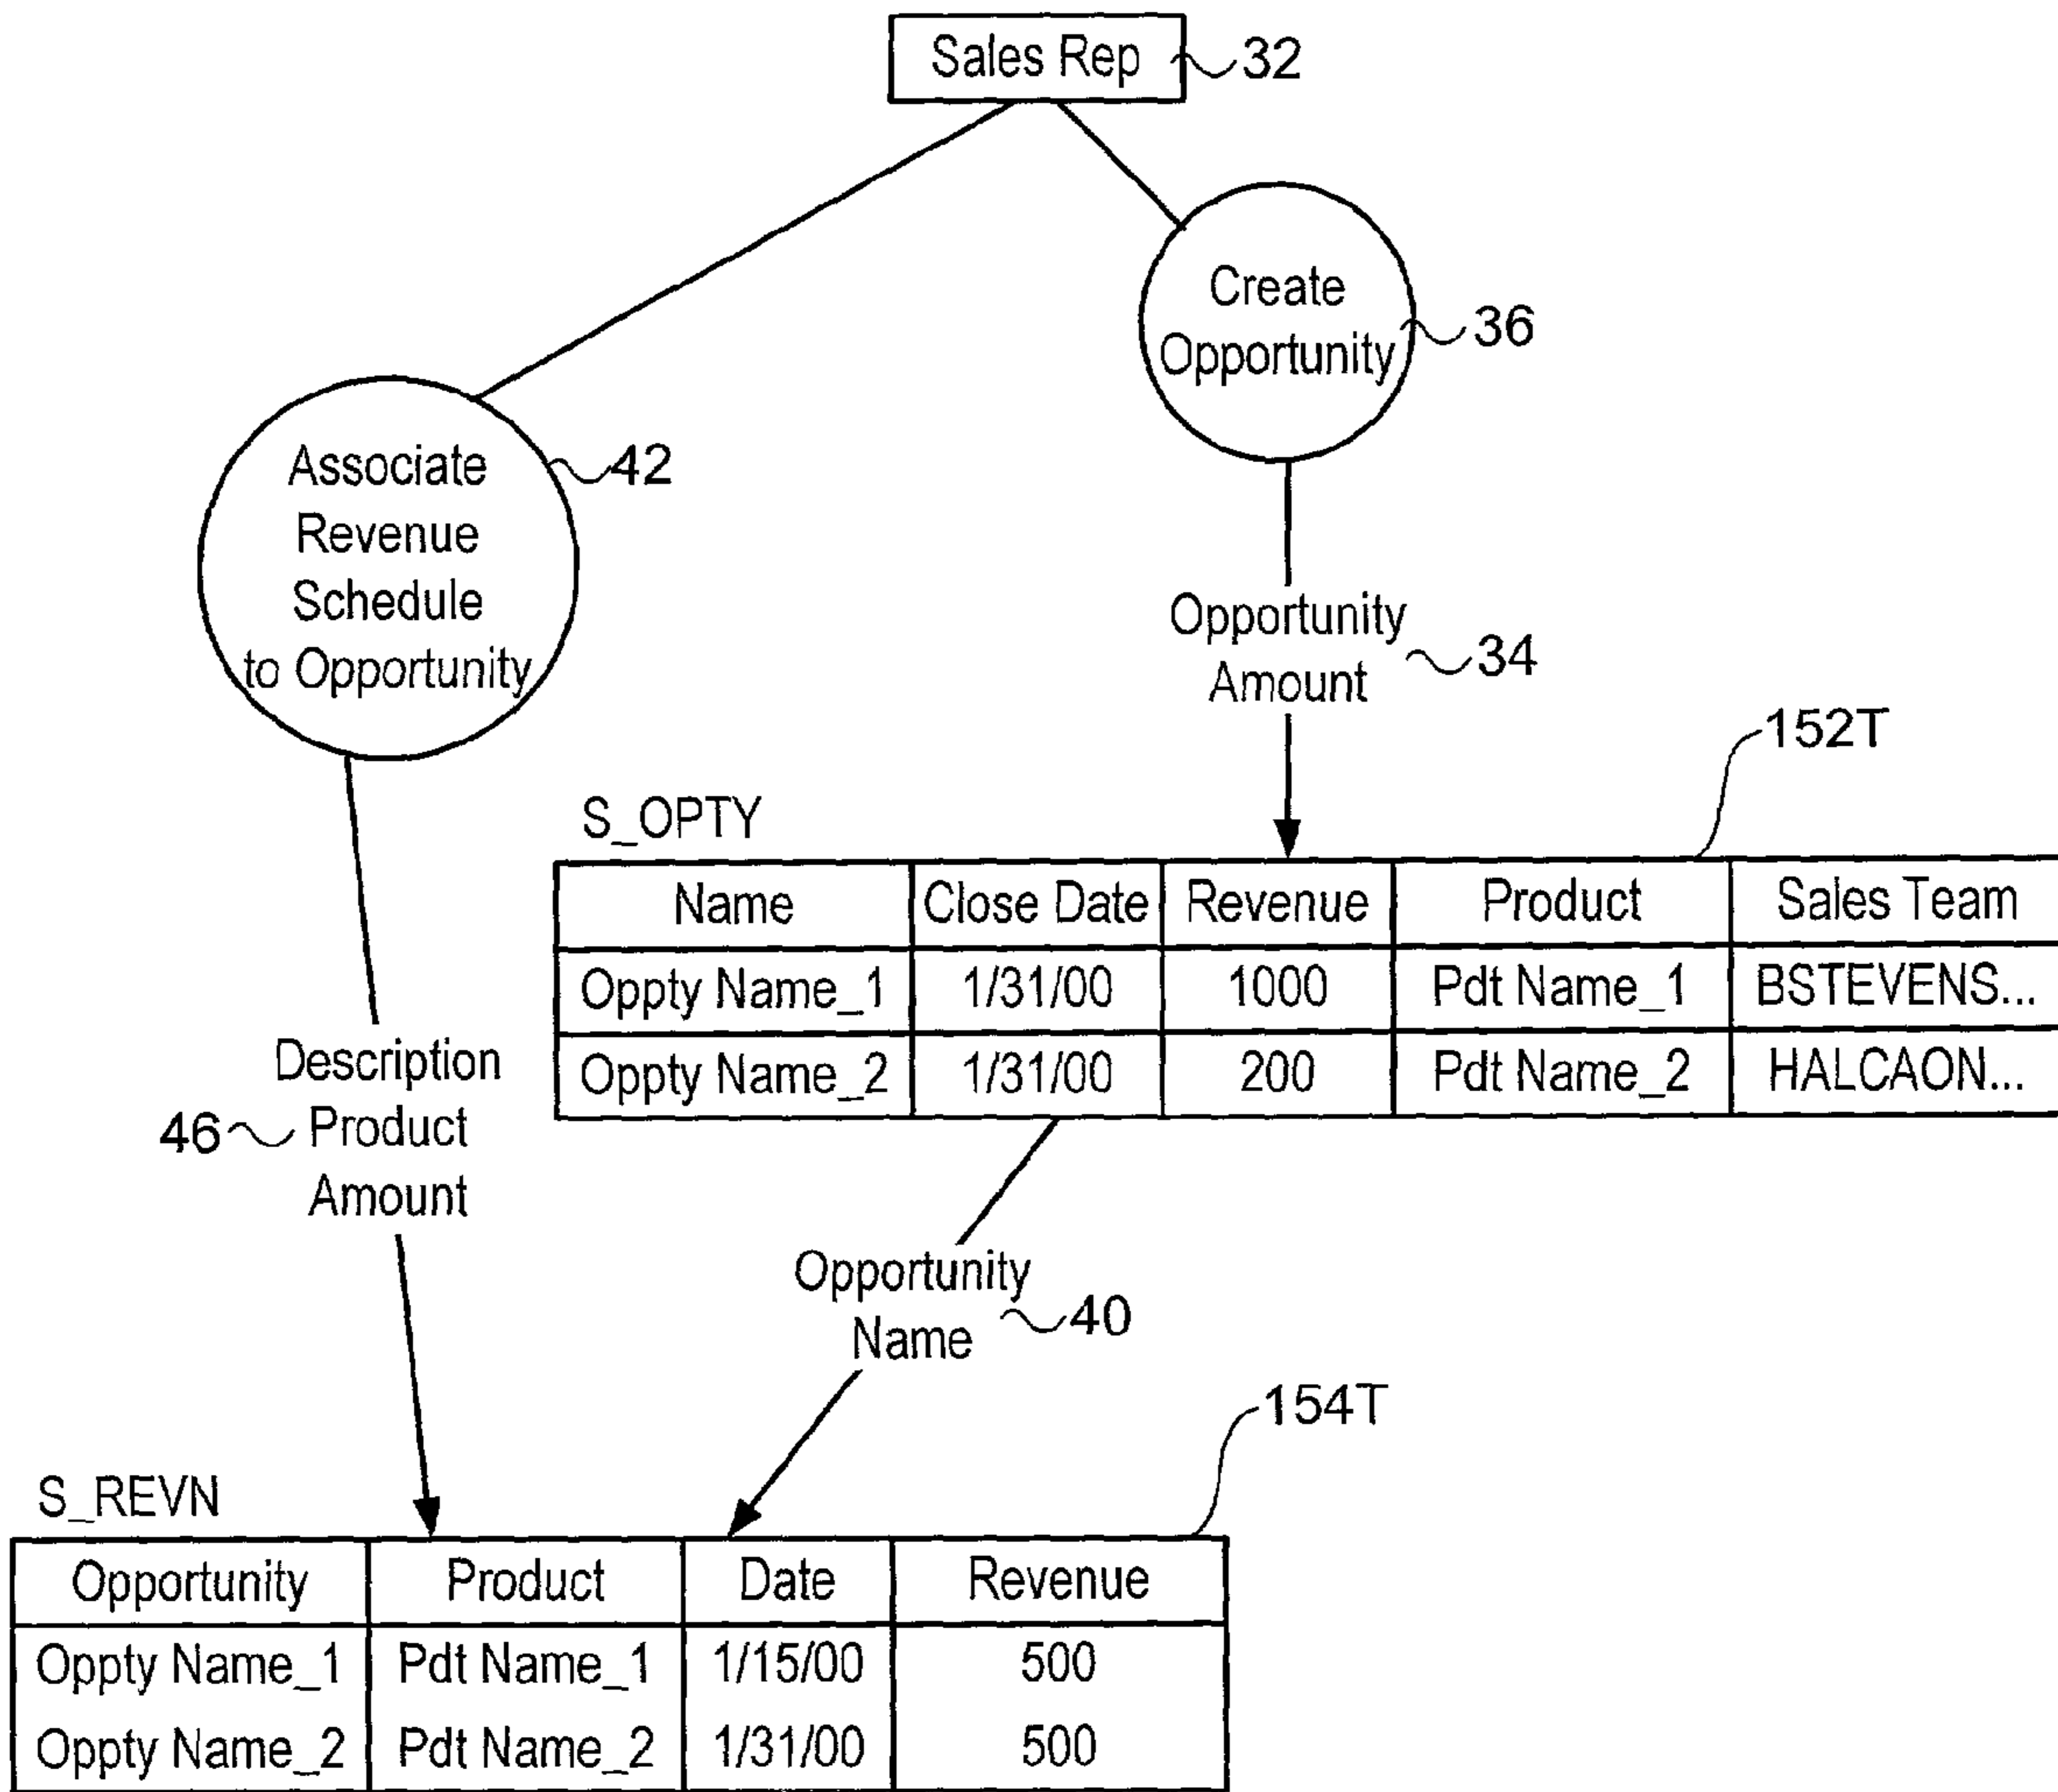 Sales Rep 32
Create
Opportunity 36
Associate 42
Revenue
Schedule
to Opportunity
Opportunity
Amount 34
152T
S_OPTY
Name Close Date Revenue Product Sales Team
Oppty Name_1 1/31/00 1000 Pdt Name_1 BSTEVENS...
Oppty Name_2 1/31/00 200 Pdt Name_2 HALCAON...
Description
46 Product
Amount
Opportunity
Name 40
154T
S_REVN
Opportunity Product Date Revenue
Oppty Name_1 Pdt Name_1 1/15/00 500
Oppty Name_2 Pdt Name_2 1/31/00 500